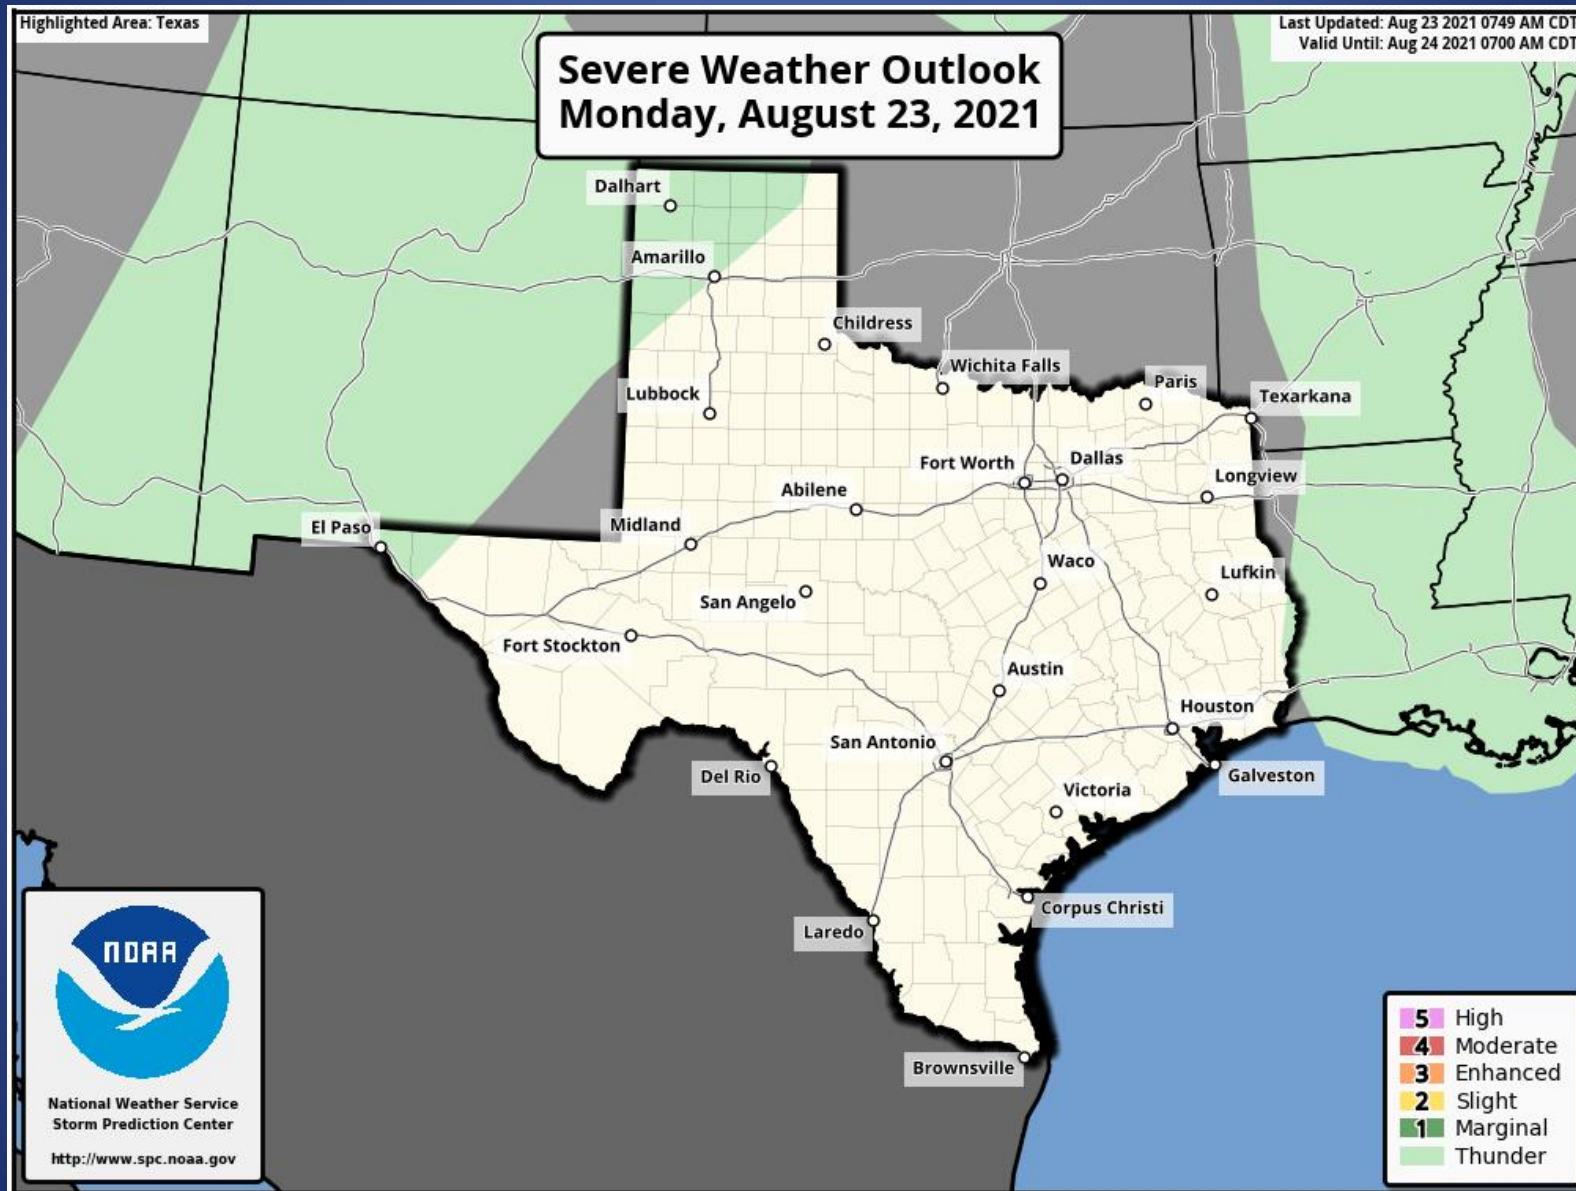 Highlighted Area: Texas
Last Updated: Aug 23 2021 0749 AM CDT
Valid Until: Aug 24 2021 0700 AM CDT
Severe Weather Outlook
Monday, August 23, 2021
Dalhart
Amarillo
Childress
Wichita Falls
Paris
Texarkana
Lubbock
Fort Worth
Dallas
Longview
Abilene
Midland
El Paso
Waco
Lufkin
San Angelo
Fort Stockton
Austin
Houston
San Antonio
Del Rio
Galveston
Victoria
Corpus Christi
Laredo
Brownsville
NOAA
National Weather Service
Storm Prediction Center
http://www.spc.noaa.gov
5 High
4 Moderate
3 Enhanced
2 Slight
1 Marginal
Thunder